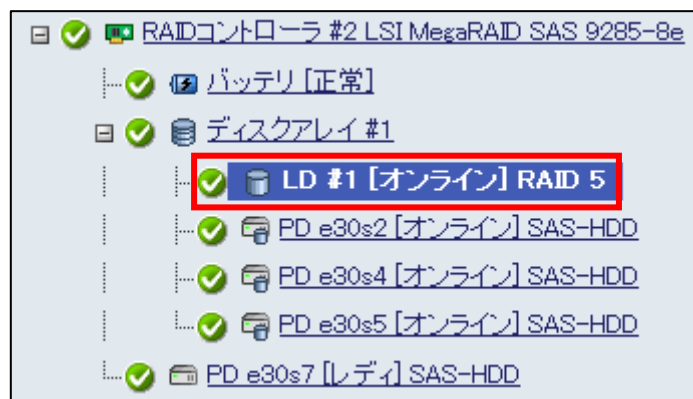 RAIDコントローラ #2 LSI MegaRAID SAS 9285-8e
バッテリ [正常]
ディスクアレイ #1
LD #1 [オンライン] RAID 5
PD e30s2 [オンライン] SAS-HDD
PD e30s4 [オンライン] SAS-HDD
PD e30s5 [オンライン] SAS-HDD
PD e30s7 [レディ] SAS-HDD